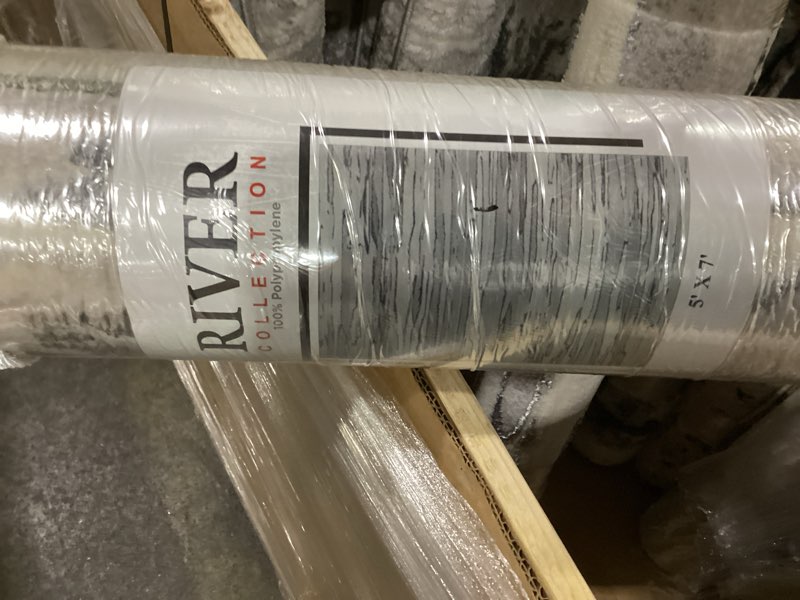 RIVER
COLLECTION
100% Polypropylene
5' X 7'